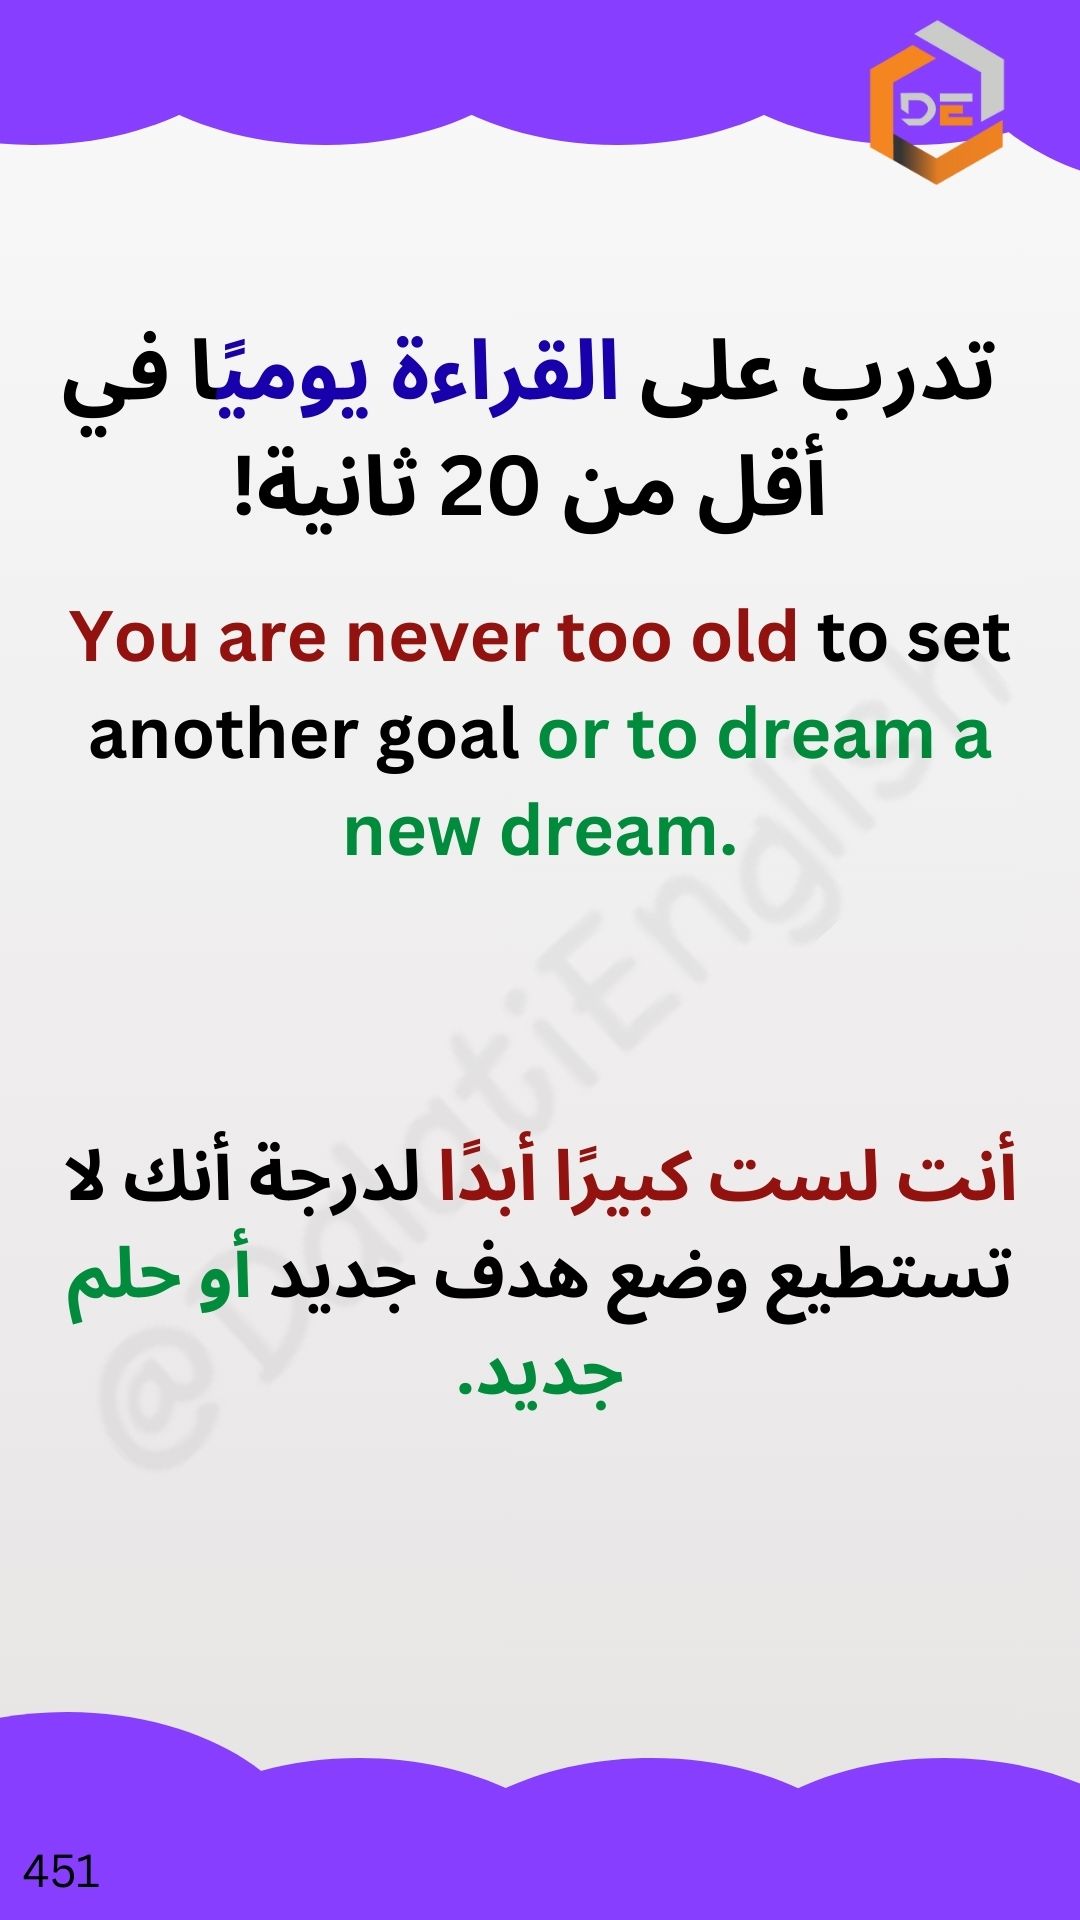 DE
تدرب على القراءة يوميًا في
أقل من 20 ثانية!
You are never too old to set
another goal or to dream a
new dream.
@DalatiEnglish
أنت لست كبيرًا أبدًا لدرجة أنك لا
تستطيع وضع هدف جديد أو حلم
جديد.
451